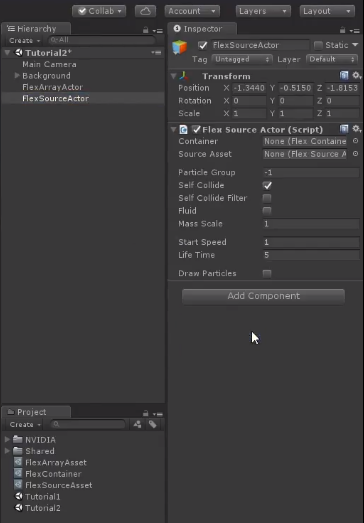 Collab
Account
Layers
Layout
Hierarchy
Create
All
Tutorial2*
Main Camera
Background
FlexArrayActor
FlexSourceActor
Inspector
FlexSourceActor
Static
Tag Untagged Layer Default
Transform
Position X -1.3440 Y -0.5150 Z -1.8153
Rotation X 0 Y 0 Z 0
Scale X 1 Y 1 Z 1
Flex Source Actor (Script)
Container None (Flex Containe
Source Asset None (Flex Source A
Particle Group -1
Self Collide
Self Collide Filter
Fluid
Mass Scale 1
Start Speed 1
Life Time 5
Draw Particles
Add Component
Project
Create
NVIDIA
Shared
FlexArrayAsset
FlexContainer
FlexSourceAsset
Tutorial1
Tutorial2